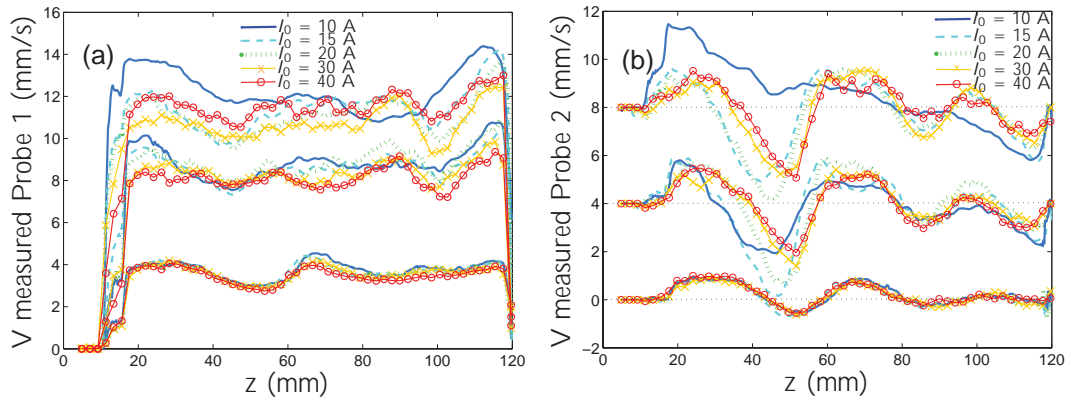 (a)
I₀ = 10 A
I₀ = 15 A
I₀ = 20 A
I₀ = 30 A
I₀ = 40 A
V measured Probe 1 (mm/s)
16
14
12
10
8
6
4
2
0
0 20 40 60 80 100 120
z (mm)
(b)
I₀ = 10 A
I₀ = 15 A
I₀ = 20 A
I₀ = 30 A
I₀ = 40 A
V measured Probe 2 (mm/s)
12
10
8
6
4
2
0
−2
0 20 40 60 80 100 120
z (mm)